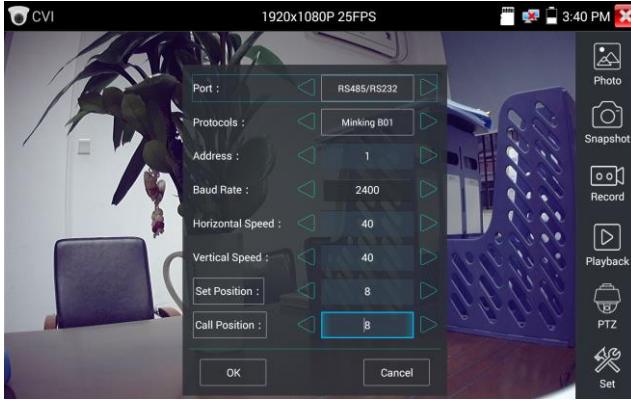 CVI 1920x1080P 25FPS 3:40 PM
Port : RS485/RS232
Protocols : Minking B01
Address : 1
Baud Rate : 2400
Horizontal Speed : 40
Vertical Speed : 40
Set Position : 8
Call Position : 8
OK Cancel
Photo
Snapshot
Record
Playback
PTZ
Set